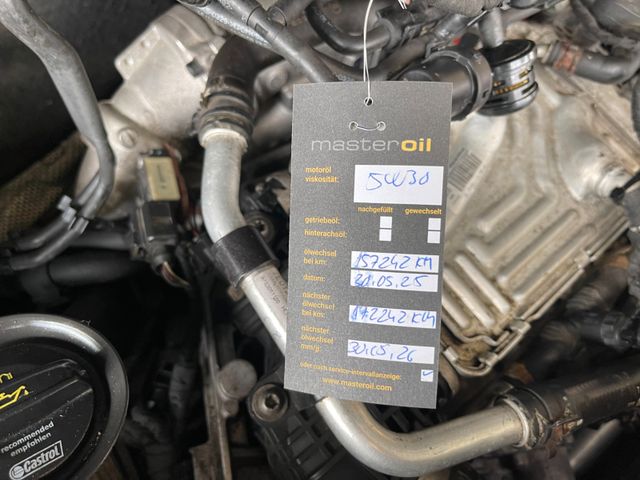 masteroil
motoröl
viskosität:
5W30
nachgefüllt gewechselt
getriebeöl:
hinterachsöl:
ölwechsel
bei km:
157242 KM
datum:
30.05.25
nächster
ölwechsel
bei km:
172242 KM
nächster
ölwechsel
mm/jj:
30.05.26
oder nach service-intervallanzeige:
www.masteroil.com
recommended
empfohlen
Castrol